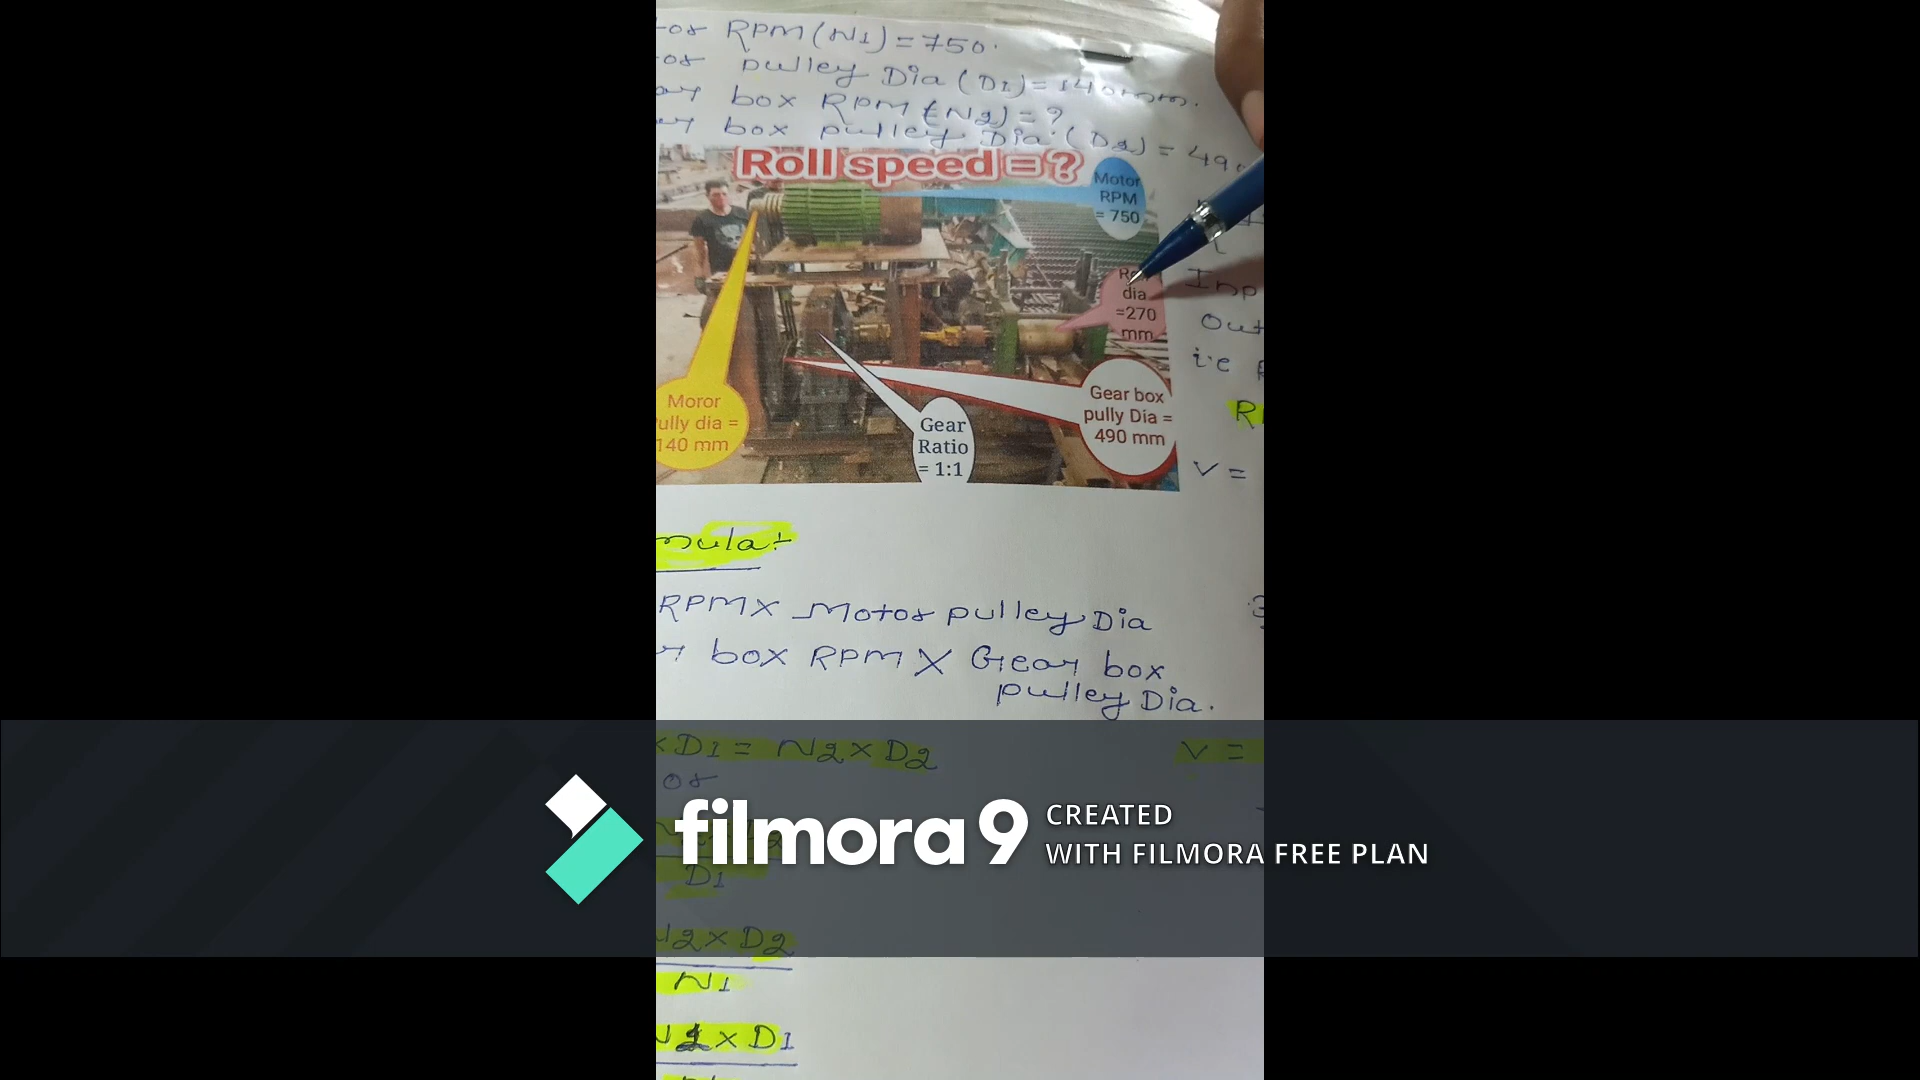 RPM (N1) = 750.
pulley Dia (D1) = 140mm.
box RPM (N2) = ?
box pulley Dia (D2) = 490
Roll speed = ?
Motor
RPM
= 750
Roll
dia
=270
mm
Moror
ully dia =
140 mm
Gear
Ratio
= 1:1
Gear box
pully Dia =
490 mm
Inp
Out
i.e
V =
mula:-
RPM X Motor pulley Dia
box RPM X Gear box
pulley Dia.
x D1 = N2 x D2
or
V =
D1
N2 x D2
N1
N1 x D1
filmora 9
CREATED
WITH FILMORA FREE PLAN